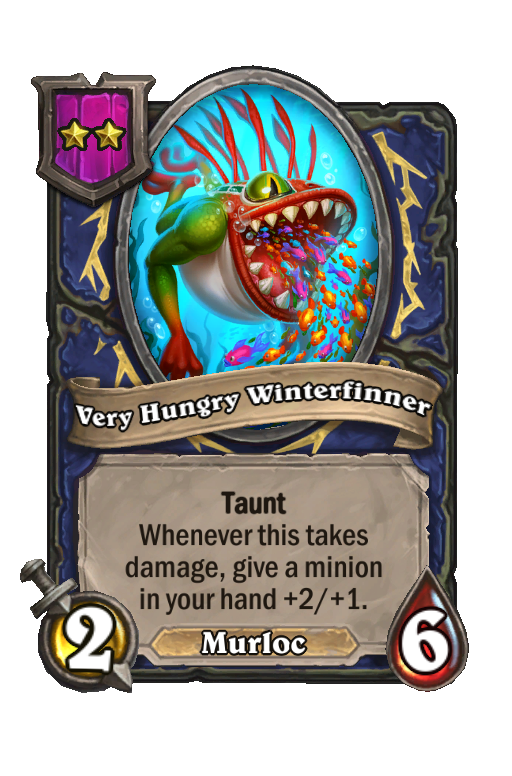 Very Hungry Winterfinner
Taunt
Whenever this takes
damage, give a minion
in your hand +2/+1.
2
Murloc
6